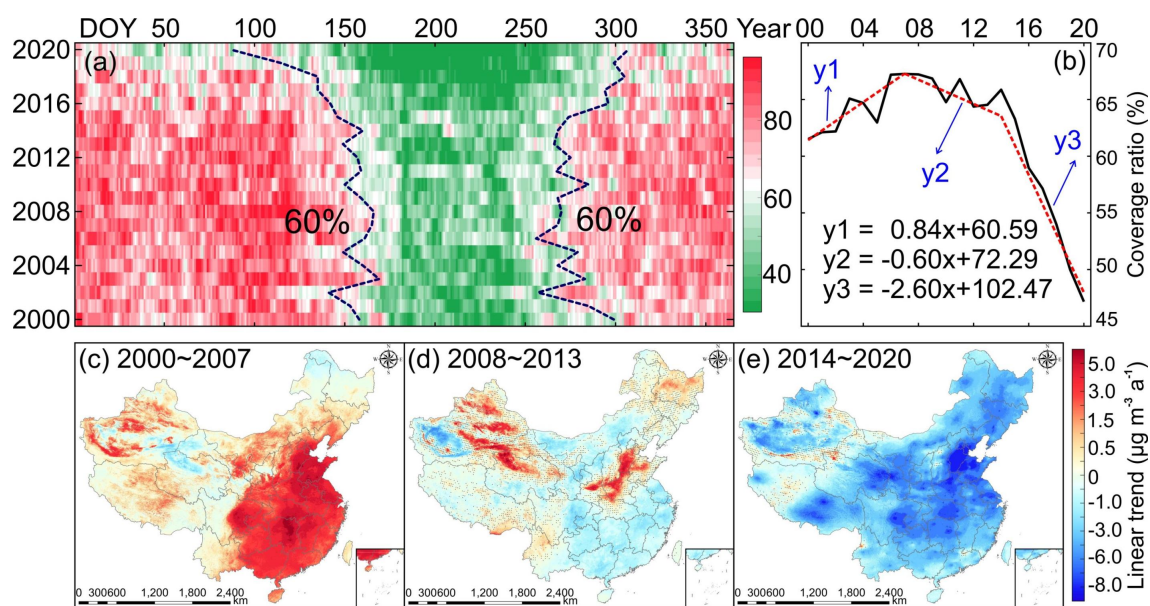 DOY 50 100 150 200 250 300 350
2020
2016
2012
2008
2004
2000
(a)
60%
60%
80
60
40
Year 00 04 08 12 16 20
(b)
y1
y2
y3
y1 = 0.84x+60.59
y2 = -0.60x+72.29
y3 = -2.60x+102.47
70
65
60
55
50
45
Coverage ratio (%)
(c) 2000~2007
0 300600 1,200 1,800 2,400
km
(d) 2008~2013
0 300600 1,200 1,800 2,400
km
(e) 2014~2020
0 300600 1,200 1,800 2,400
km
5.0
3.0
1.5
0.5
0
-1.0
-3.0
-6.0
-8.0
Linear trend (µg m⁻³ a⁻¹)